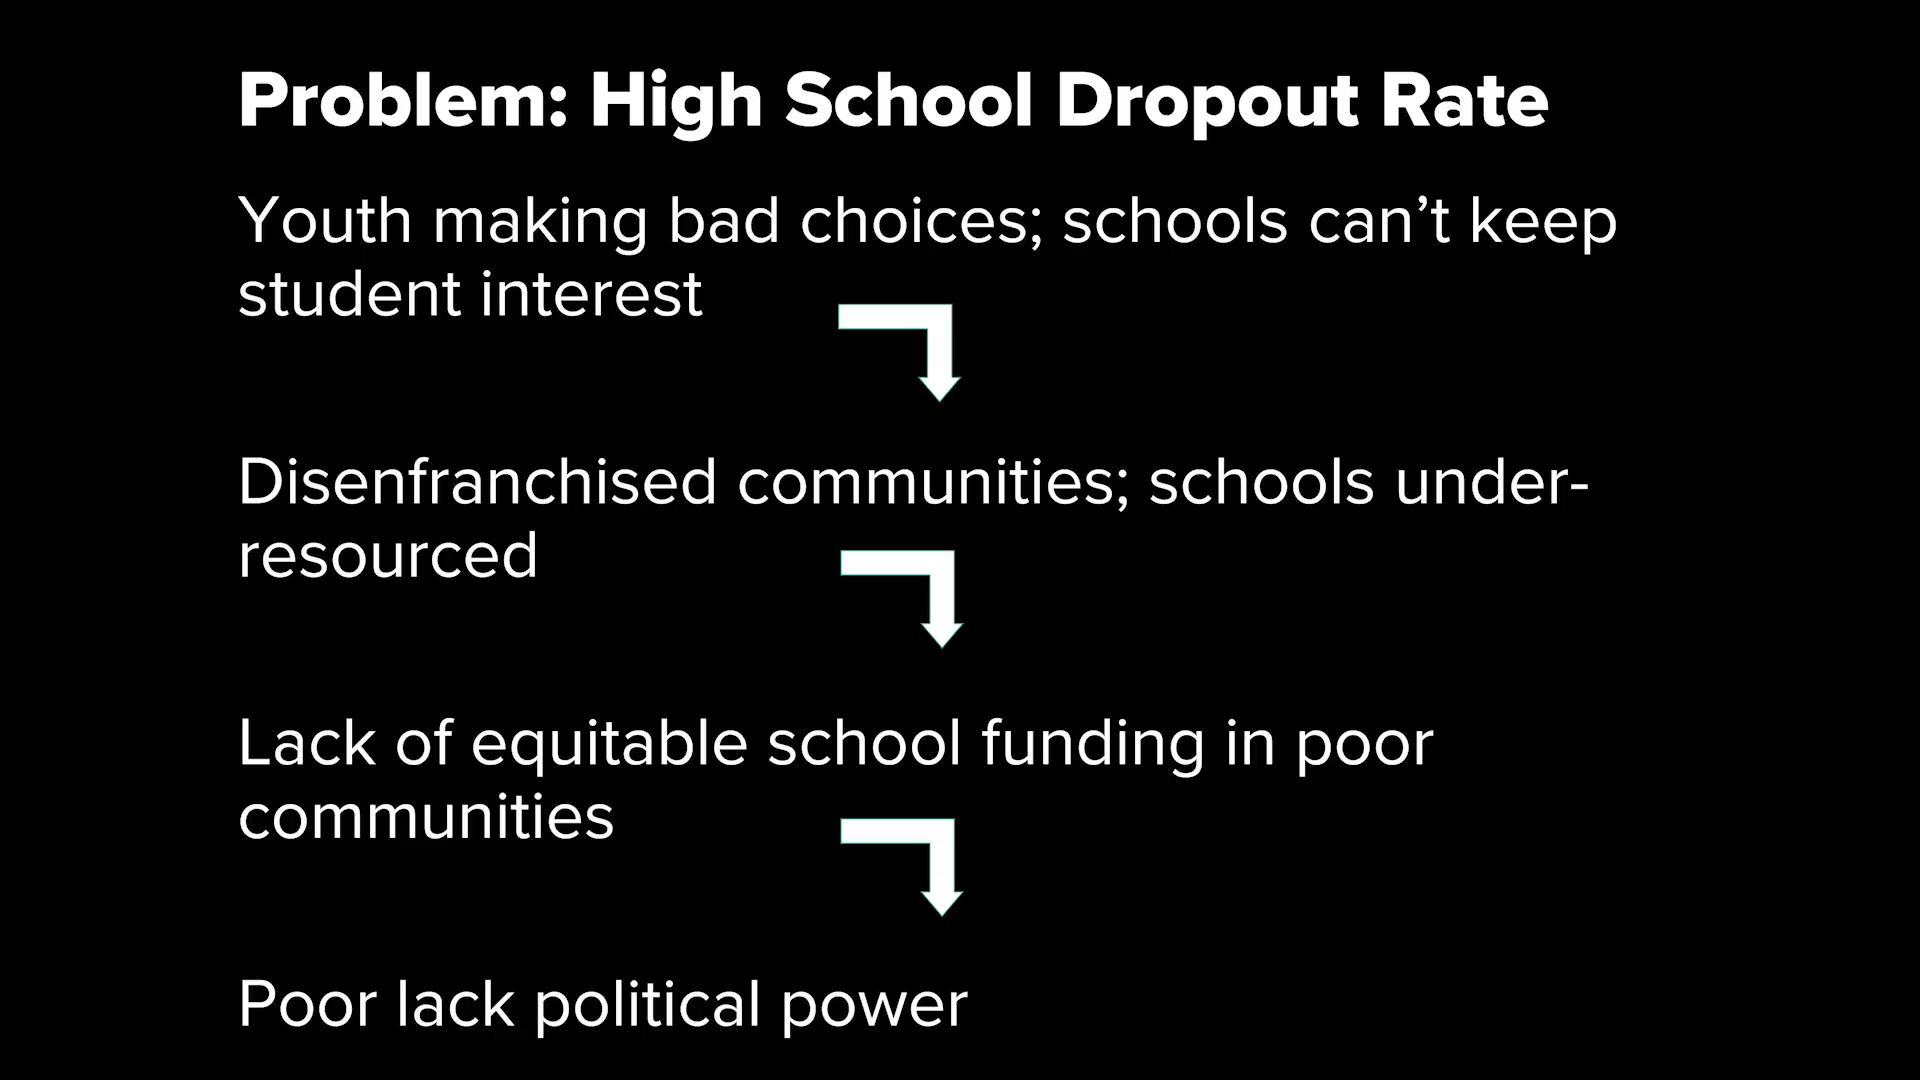 Problem: High School Dropout Rate
Youth making bad choices; schools can’t keep
student interest
Disenfranchised communities; schools under-
resourced
Lack of equitable school funding in poor
communities
Poor lack political power